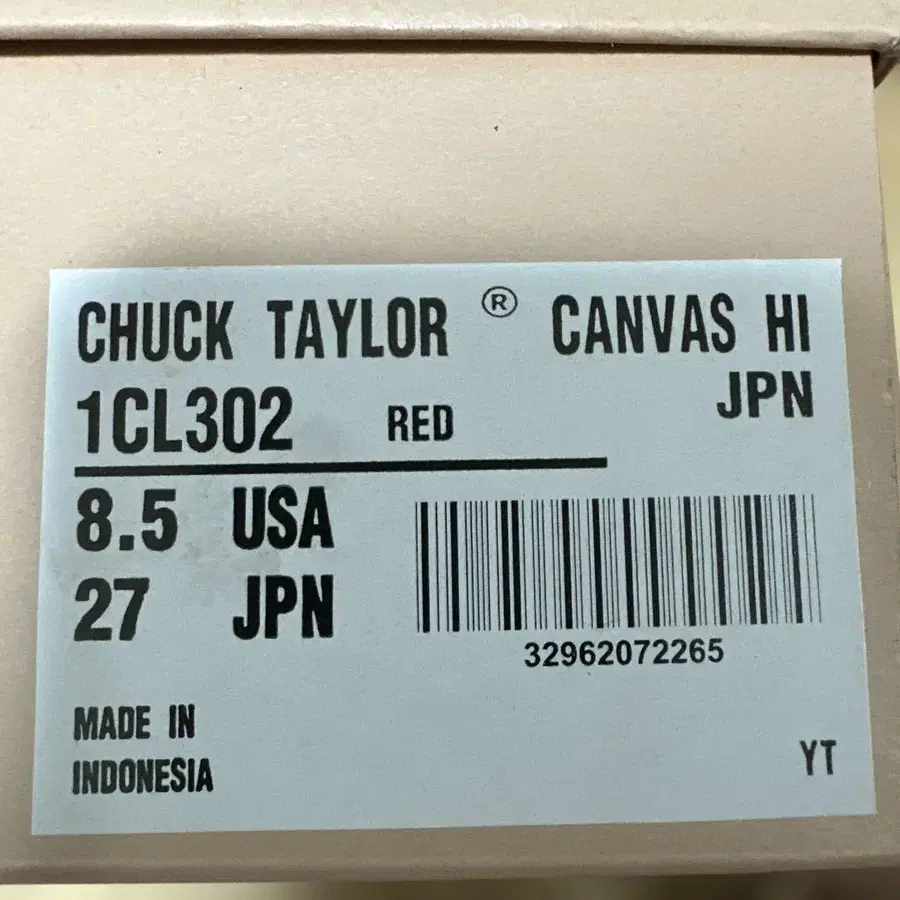 CHUCK TAYLOR ® CANVAS HI
1CL302 RED JPN
8.5 USA
27 JPN
32962072265
MADE IN
INDONESIA
YT